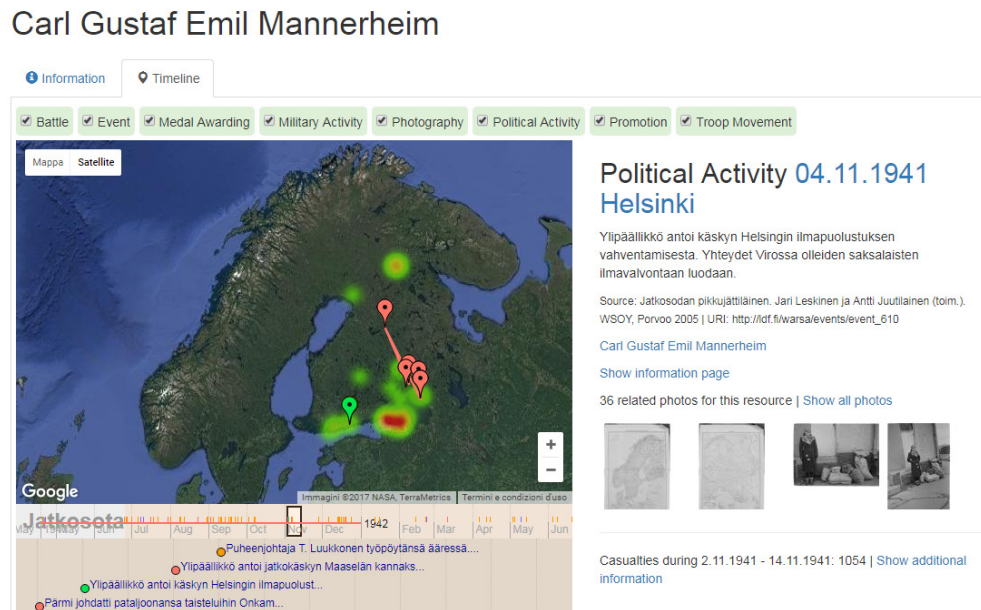 Carl Gustaf Emil Mannerheim
Information
Timeline
Battle
Event
Medal Awarding
Military Activity
Photography
Political Activity
Promotion
Troop Movement
Mappa Satellite
Google
Immagini ©2017 NASA, TerraMetrics
Termini e condizioni d'uso
Jatkosota
1942
May
Jun
Jul
Aug
Sep
Oct
Nov
Dec
Feb
Mar
Apr
May
Jun
Puheenjohtaja T. Luukkonen työpöytänsä ääressä....
Ylipäällikkö antoi jatkokäskyn Maaselän kannaks...
Ylipäällikkö antoi käskyn Helsingin ilmapuolust...
Pärmi johdatti pataljoonansa taisteluihin Onkam...
Political Activity 04.11.1941
Helsinki
Ylipäällikkö antoi käskyn Helsingin ilmapuolustuksen
vahventamisesta. Yhteydet Virossa olleiden saksalaisten
ilmavalvontaan luodaan.
Source: Jatkosodan pikkujättiläinen. Jari Leskinen ja Antti Juutilainen (toim.).
WSOY, Porvoo 2005 | URI: http://ldf.fi/warsa/events/event_610
Carl Gustaf Emil Mannerheim
Show information page
36 related photos for this resource | Show all photos
Casualties during 2.11.1941 - 14.11.1941: 1054 | Show additional
information